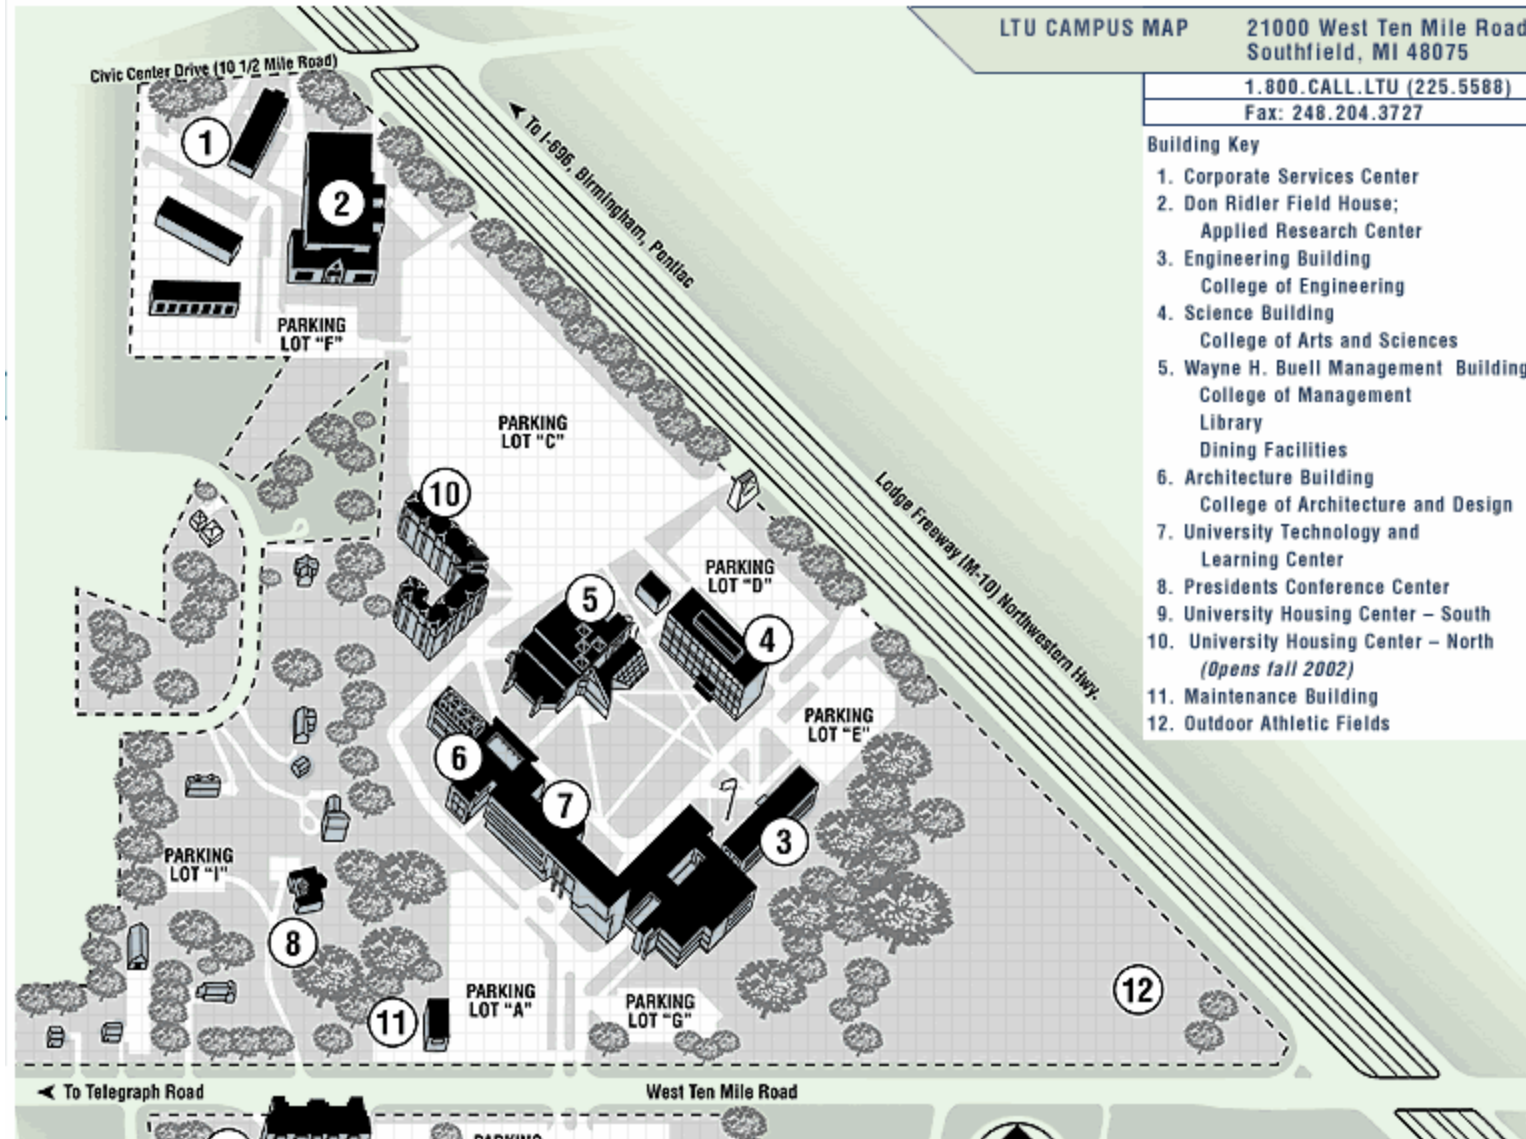 LTU CAMPUS MAP
21000 West Ten Mile Road
Southfield, MI 48075
1.800.CALL.LTU (225.5588)
Fax: 248.204.3727
Building Key
1. Corporate Services Center
2. Don Ridler Field House;
Applied Research Center
3. Engineering Building
College of Engineering
4. Science Building
College of Arts and Sciences
5. Wayne H. Buell Management Building
College of Management
Library
Dining Facilities
6. Architecture Building
College of Architecture and Design
7. University Technology and
Learning Center
8. Presidents Conference Center
9. University Housing Center – South
10. University Housing Center – North
(Opens fall 2002)
11. Maintenance Building
12. Outdoor Athletic Fields
Civic Center Drive (10 1/2 Mile Road)
To I-696, Birmingham, Pontiac
1
2
PARKING
LOT "F"
PARKING
LOT "C"
10
Lodge Freeway (M-10) Northwestern Hwy.
PARKING
LOT "D"
5
4
PARKING
LOT "E"
6
7
3
PARKING
LOT "I"
8
12
PARKING
LOT "A"
PARKING
LOT "G"
11
To Telegraph Road
West Ten Mile Road
PARKING